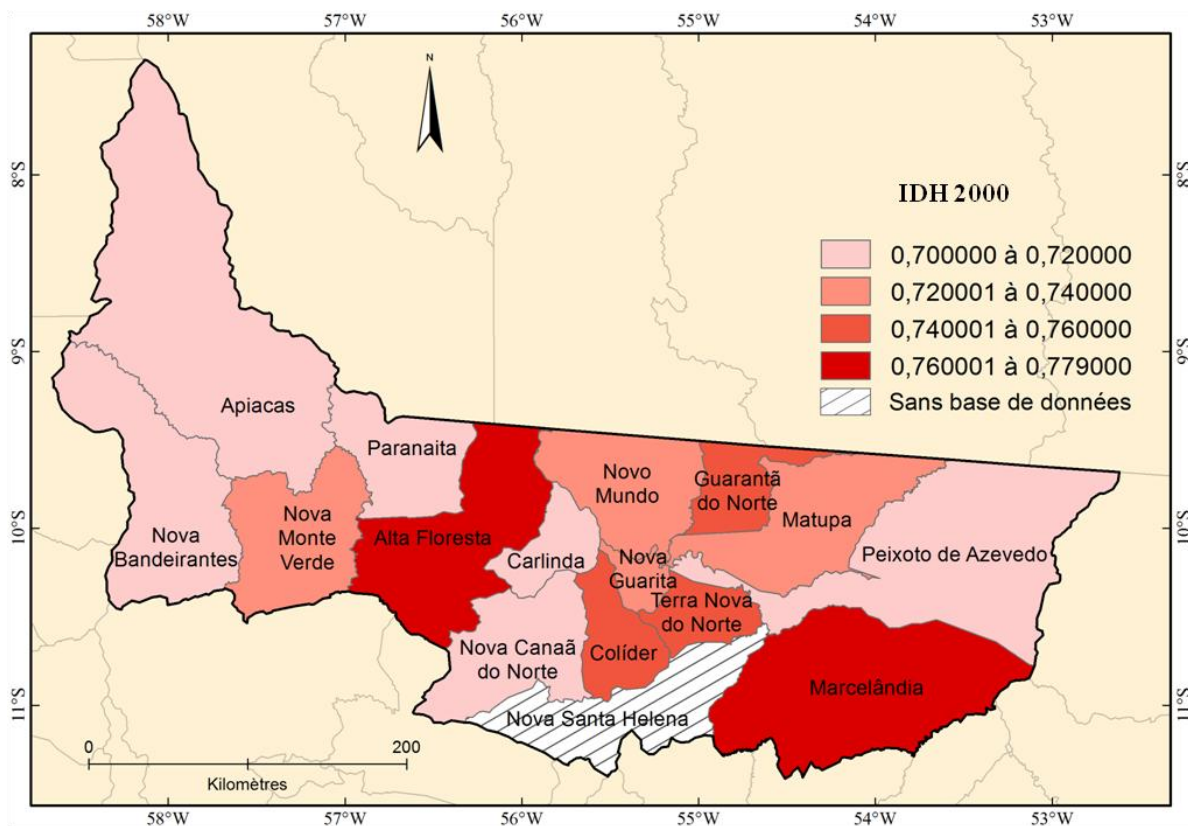 58°W 57°W 56°W 55°W 54°W 53°W
N
8°S 8°S
IDH 2000
0,700000 à 0,720000
0,720001 à 0,740000
0,740001 à 0,760000
0,760001 à 0,779000
Sans base de données
9°S 9°S
Apiacas
Paranaita
Novo
Mundo
Guarantã
do Norte
Matupa
10°S 10°S
Nova
Bandeirantes
Nova
Monte
Verde
Alta Floresta
Carlinda
Nova
Guarita
Peixoto de Azevedo
Terra Nova
do Norte
Nova Canaã
do Norte
Colíder
Marcelândia
11°S 11°S
Nova Santa Helena
0 200
Kilomètres
58°W 57°W 56°W 55°W 54°W 53°W